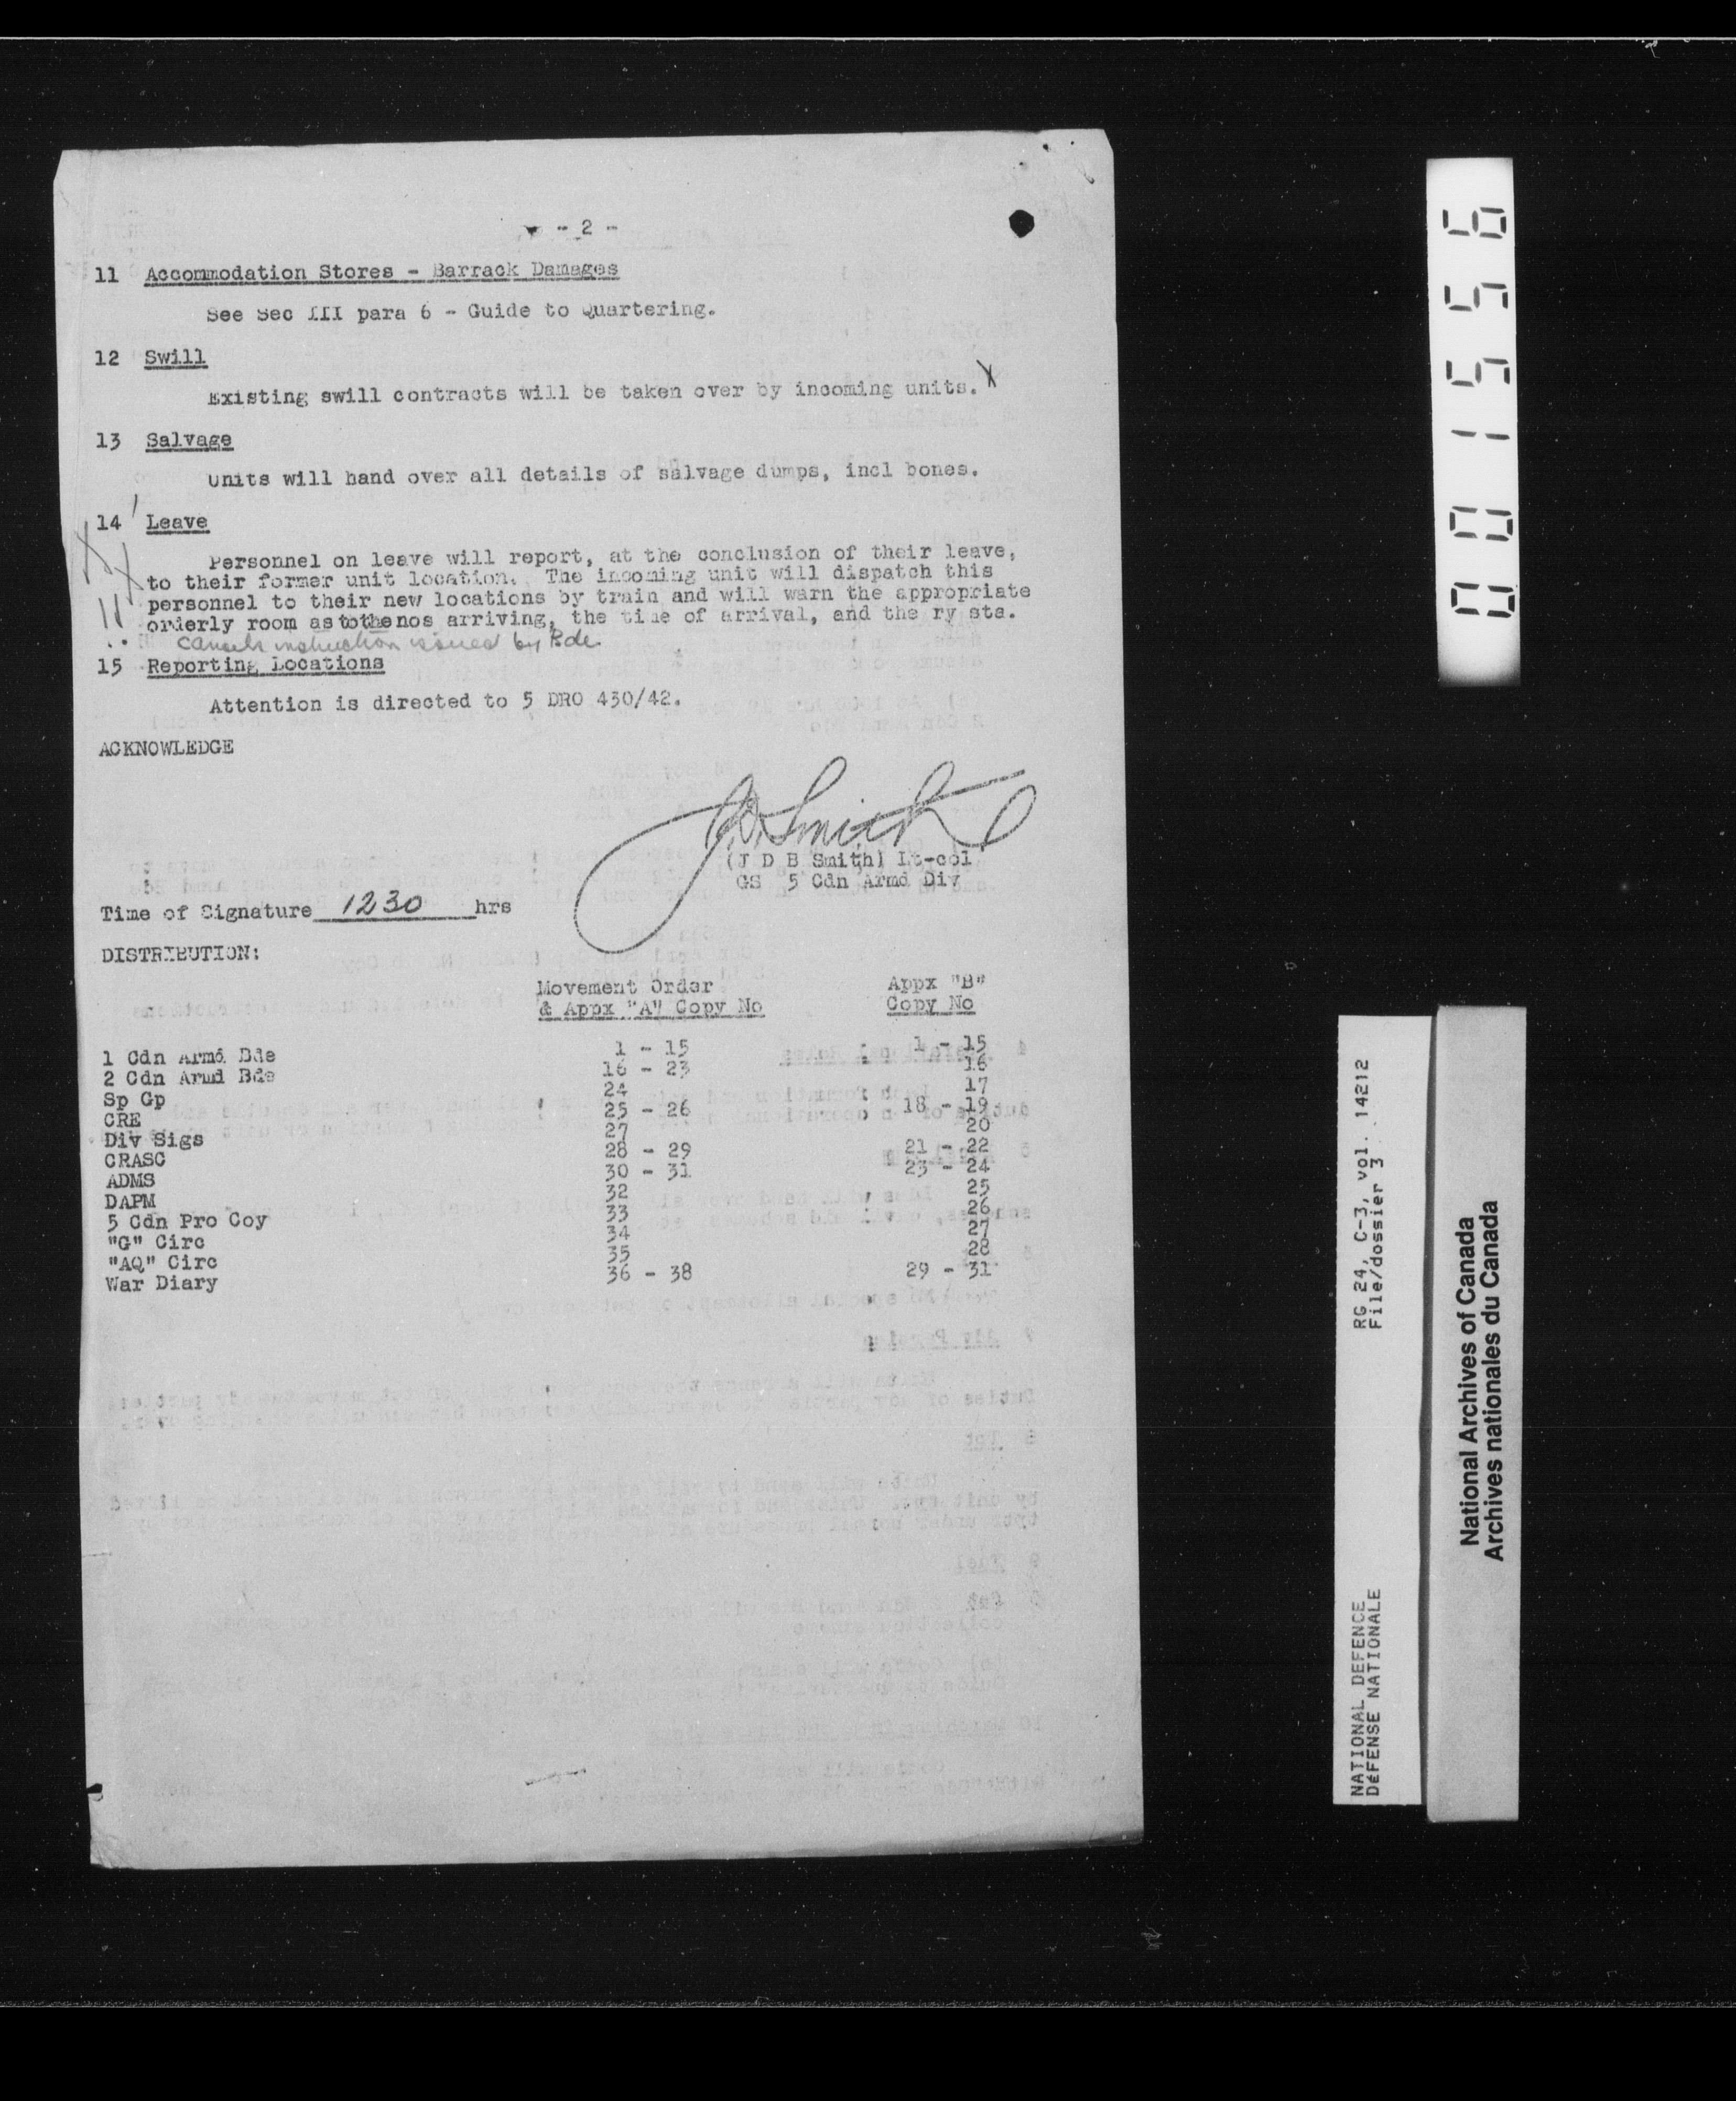 - 2 -
11 Accommodation Stores - Barrack Damages
See Sec III para 6 - Guide to Quartering.
12 Swill
Existing swill contracts will be taken over by incoming units. X
13 Salvage
Units will hand over all details of salvage dumps, incl bones.
14 Leave
Personnel on leave will report, at the conclusion of their leave,
to their former unit location. The incoming unit will dispatch this
personnel to their new locations by train and will warn the appropriate
orderly room as to the nos arriving, the time of arrival, and the ry sta.
Cancels instruction issued by Bde
15 Reporting Locations
Attention is directed to 5 DRO 430/42.
ACKNOWLEDGE
J.D.Smith
(J D B Smith) Lt-col
GS 5 Cdn Armd Div
Time of Signature 1230 hrs
DISTRIBUTION:
Movement Order Appx "B"
& Appx "A" Copy No Copy No
1 Cdn Armd Bde 1 - 15 1 - 15
2 Cdn Armd Bde 16 - 23 16
Sp Gp 24 17
CRE 25 - 26 18 - 19
Div Sigs 27 20
CRASC 28 - 29 21 - 22
ADMS 30 - 31 23 - 24
DAPM 32 25
5 Cdn Pro Coy 33 26
"G" Circ 34 27
"AQ" Circ 35 28
War Diary 36 - 38 29 - 31
001556
NATIONAL DEFENCE RG 24, C-3, vol. 14212
DÉFENSE NATIONALE File/dossier 3
National Archives of Canada
Archives nationales du Canada